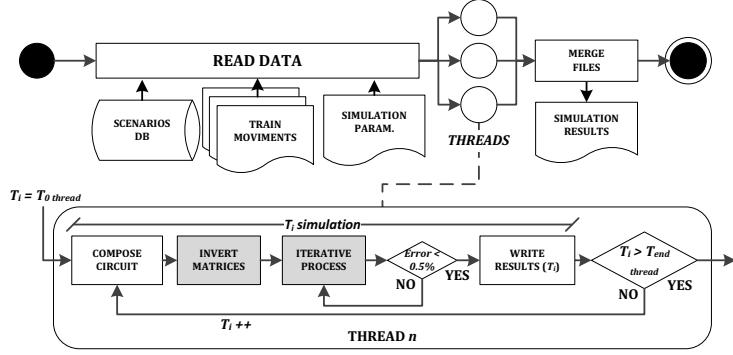 READ DATA
MERGE
FILES
SCENARIOS
DB
TRAIN
MOVIMENTS
SIMULATION
PARAM.
THREADS
SIMULATION
RESULTS
Ti = T0 thread
Ti simulation
COMPOSE
CIRCUIT
INVERT
MATRICES
ITERATIVE
PROCESS
Error <
0.5%
YES
NO
WRITE
RESULTS (Ti)
Ti > Tend
thread
YES
NO
Ti ++
THREAD n